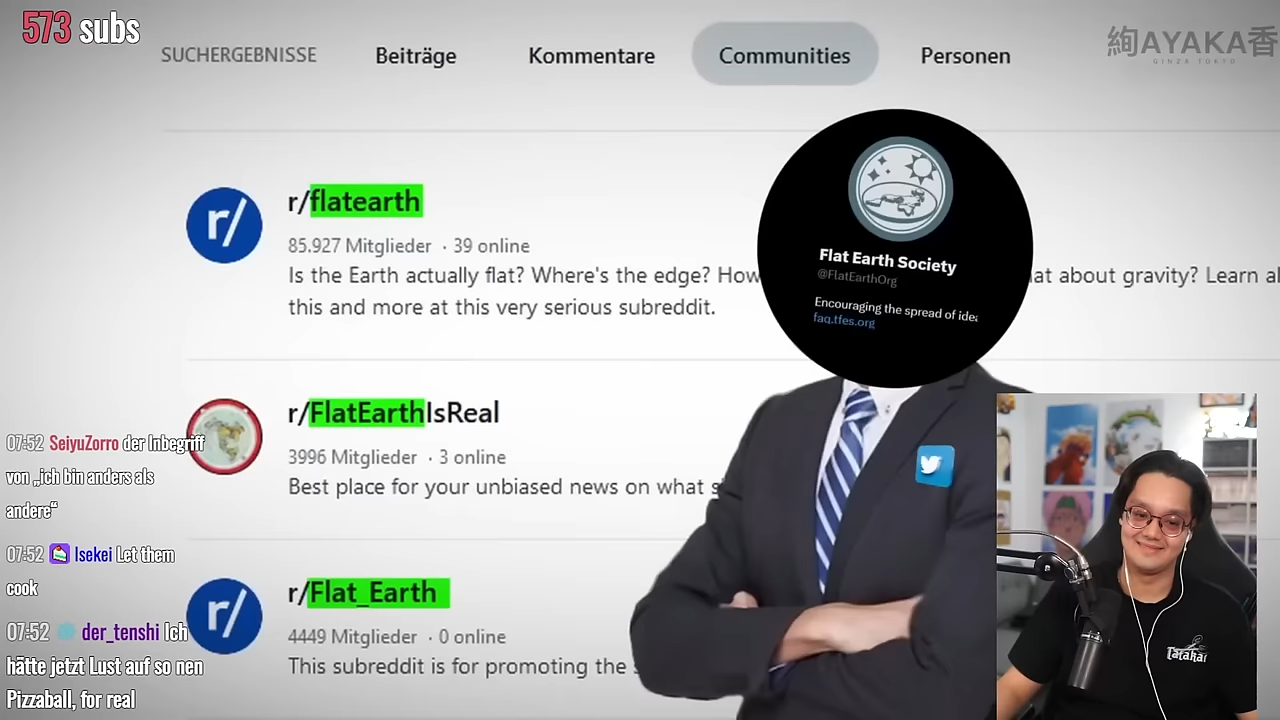 573 subs
SUCHERGEBNISSE Beiträge Kommentare Communities Personen
絢AYAKA香
GINZA TOKYO
r/flatearth
85.927 Mitglieder · 39 online
Is the Earth actually flat? Where's the edge? How at about gravity? Learn al
this and more at this very serious subreddit.
Flat Earth Society
@FlatEarthOrg
Encouraging the spread of idea
faq.tfes.org
r/FlatEarthIsReal
3996 Mitglieder · 3 online
Best place for your unbiased news on what s
r/Flat_Earth
4449 Mitglieder · 0 online
This subreddit is for promoting the
07:52 SeiyuZorro der Inbegriff
von „ich bin anders als
andere“
07:52 Isekei Let them
cook
07:52 der_tenshi Ich
hätte jetzt Lust auf so nen
Pizzaball, for real
r/
r/
Tatakai